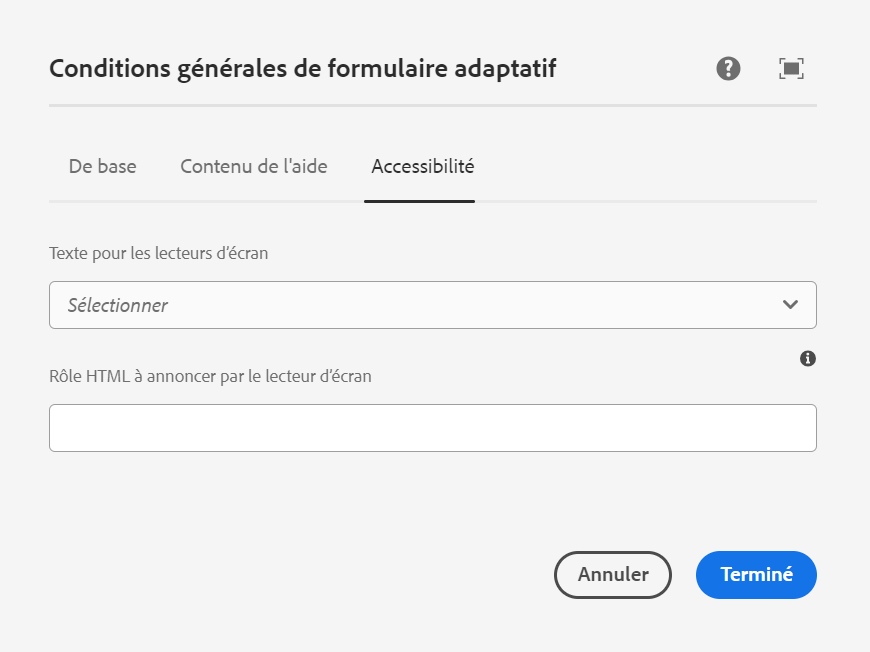 Conditions générales de formulaire adaptatif
De base Contenu de l'aide Accessibilité
Texte pour les lecteurs d’écran
Sélectionner
Rôle HTML à annoncer par le lecteur d’écran
Annuler Terminé